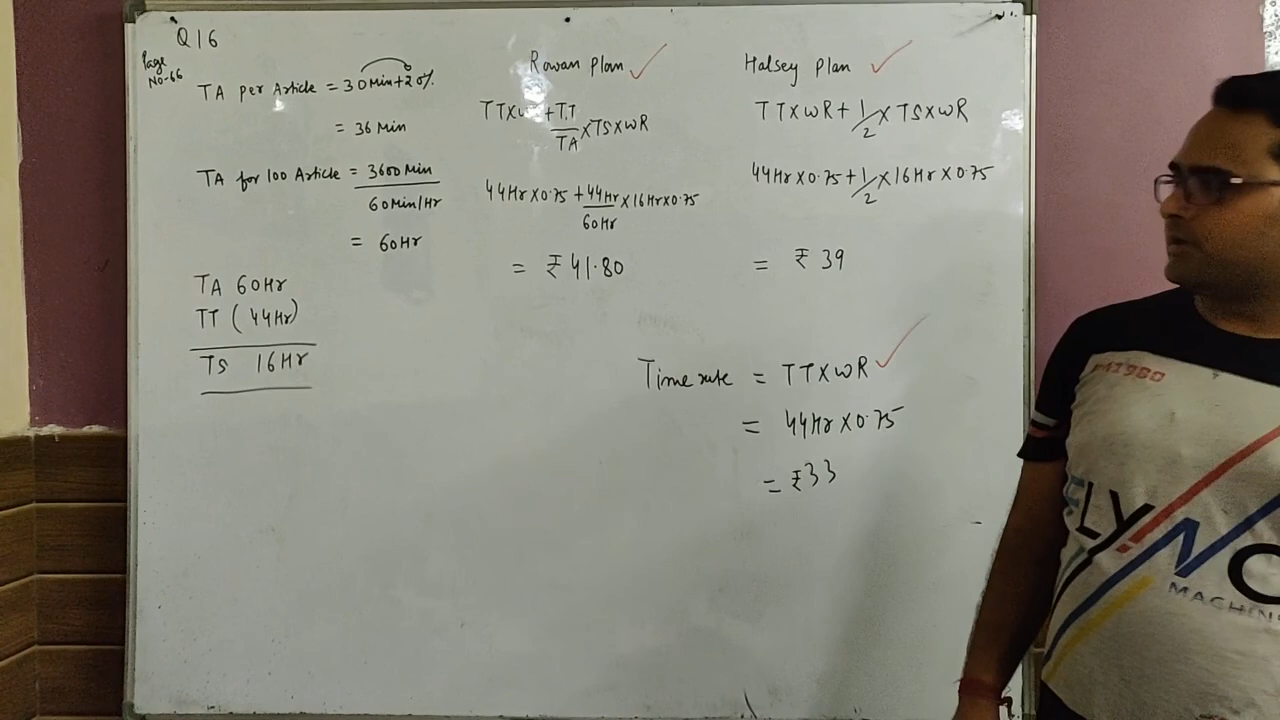 Q16
Page
No-66
TA per Article = 30Min+20%
= 36 Min
TA for 100 Article = 3600 Min
60Min/Hr
= 60Hr
TA 60Hr
TT (44Hr)
TS 16Hr
Rowan Plan ✓
+ TT
TA ×TS×WR
44Hr×0.75 + 44Hr ×16Hr×0.75
60Hr
= ₹41.80
Halsey Plan ✓
TT×WR+1/2×TS×WR
44Hr×0.75+1/2×16Hr×0.75
= ₹39
Time rate = TT×WR ✓
= 44Hr×0.75
= ₹33
1980
FLY
MACHIN